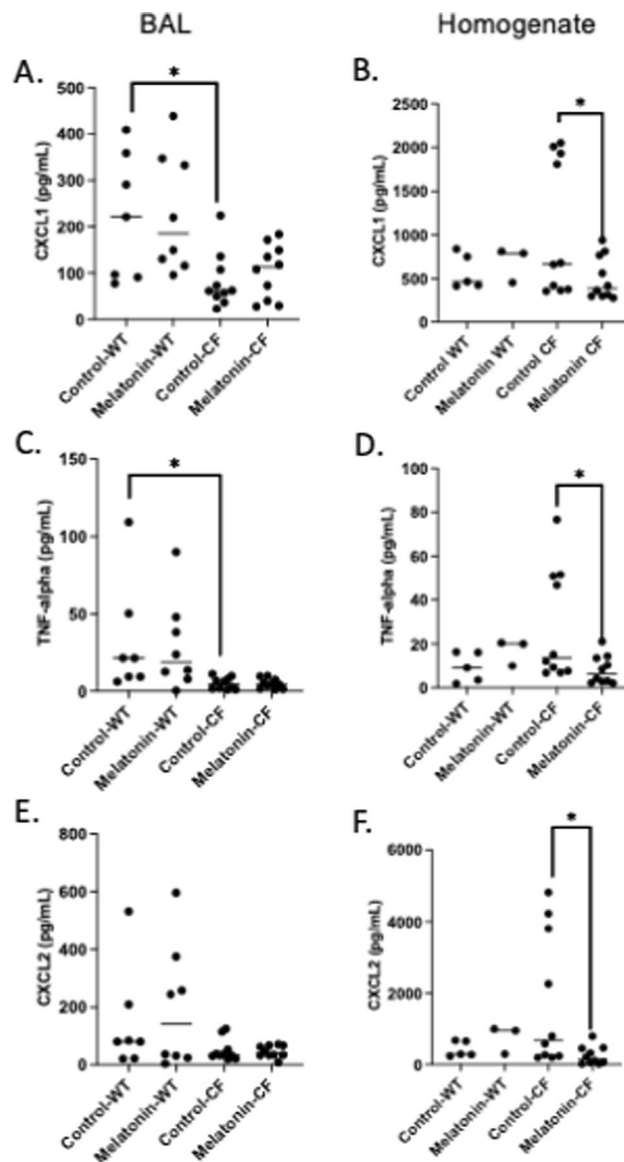 BAL
Homogenate
A.
*
500
400
300
200
100
0
CXCL1 (pg/mL)
Control-WT
Melatonin-WT
Control-CF
Melatonin-CF
B.
*
2500
2000
1500
1000
500
0
CXCL1 (pg/mL)
Control WT
Melatonin WT
Control CF
Melatonin CF
C.
*
150
100
50
0
TNF-alpha (pg/mL)
Control-WT
Melatonin-WT
Control-CF
Melatonin-CF
D.
*
100
80
60
40
20
0
TNF-alpha (pg/mL)
Control-WT
Melatonin-WT
Control-CF
Melatonin-CF
E.
800
600
400
200
0
CXCL2 (pg/mL)
Control-WT
Melatonin-WT
Control-CF
Melatonin-CF
F.
*
6000
4000
2000
0
CXCL2 (pg/mL)
Control-WT
Melatonin-WT
Control-CF
Melatonin-CF